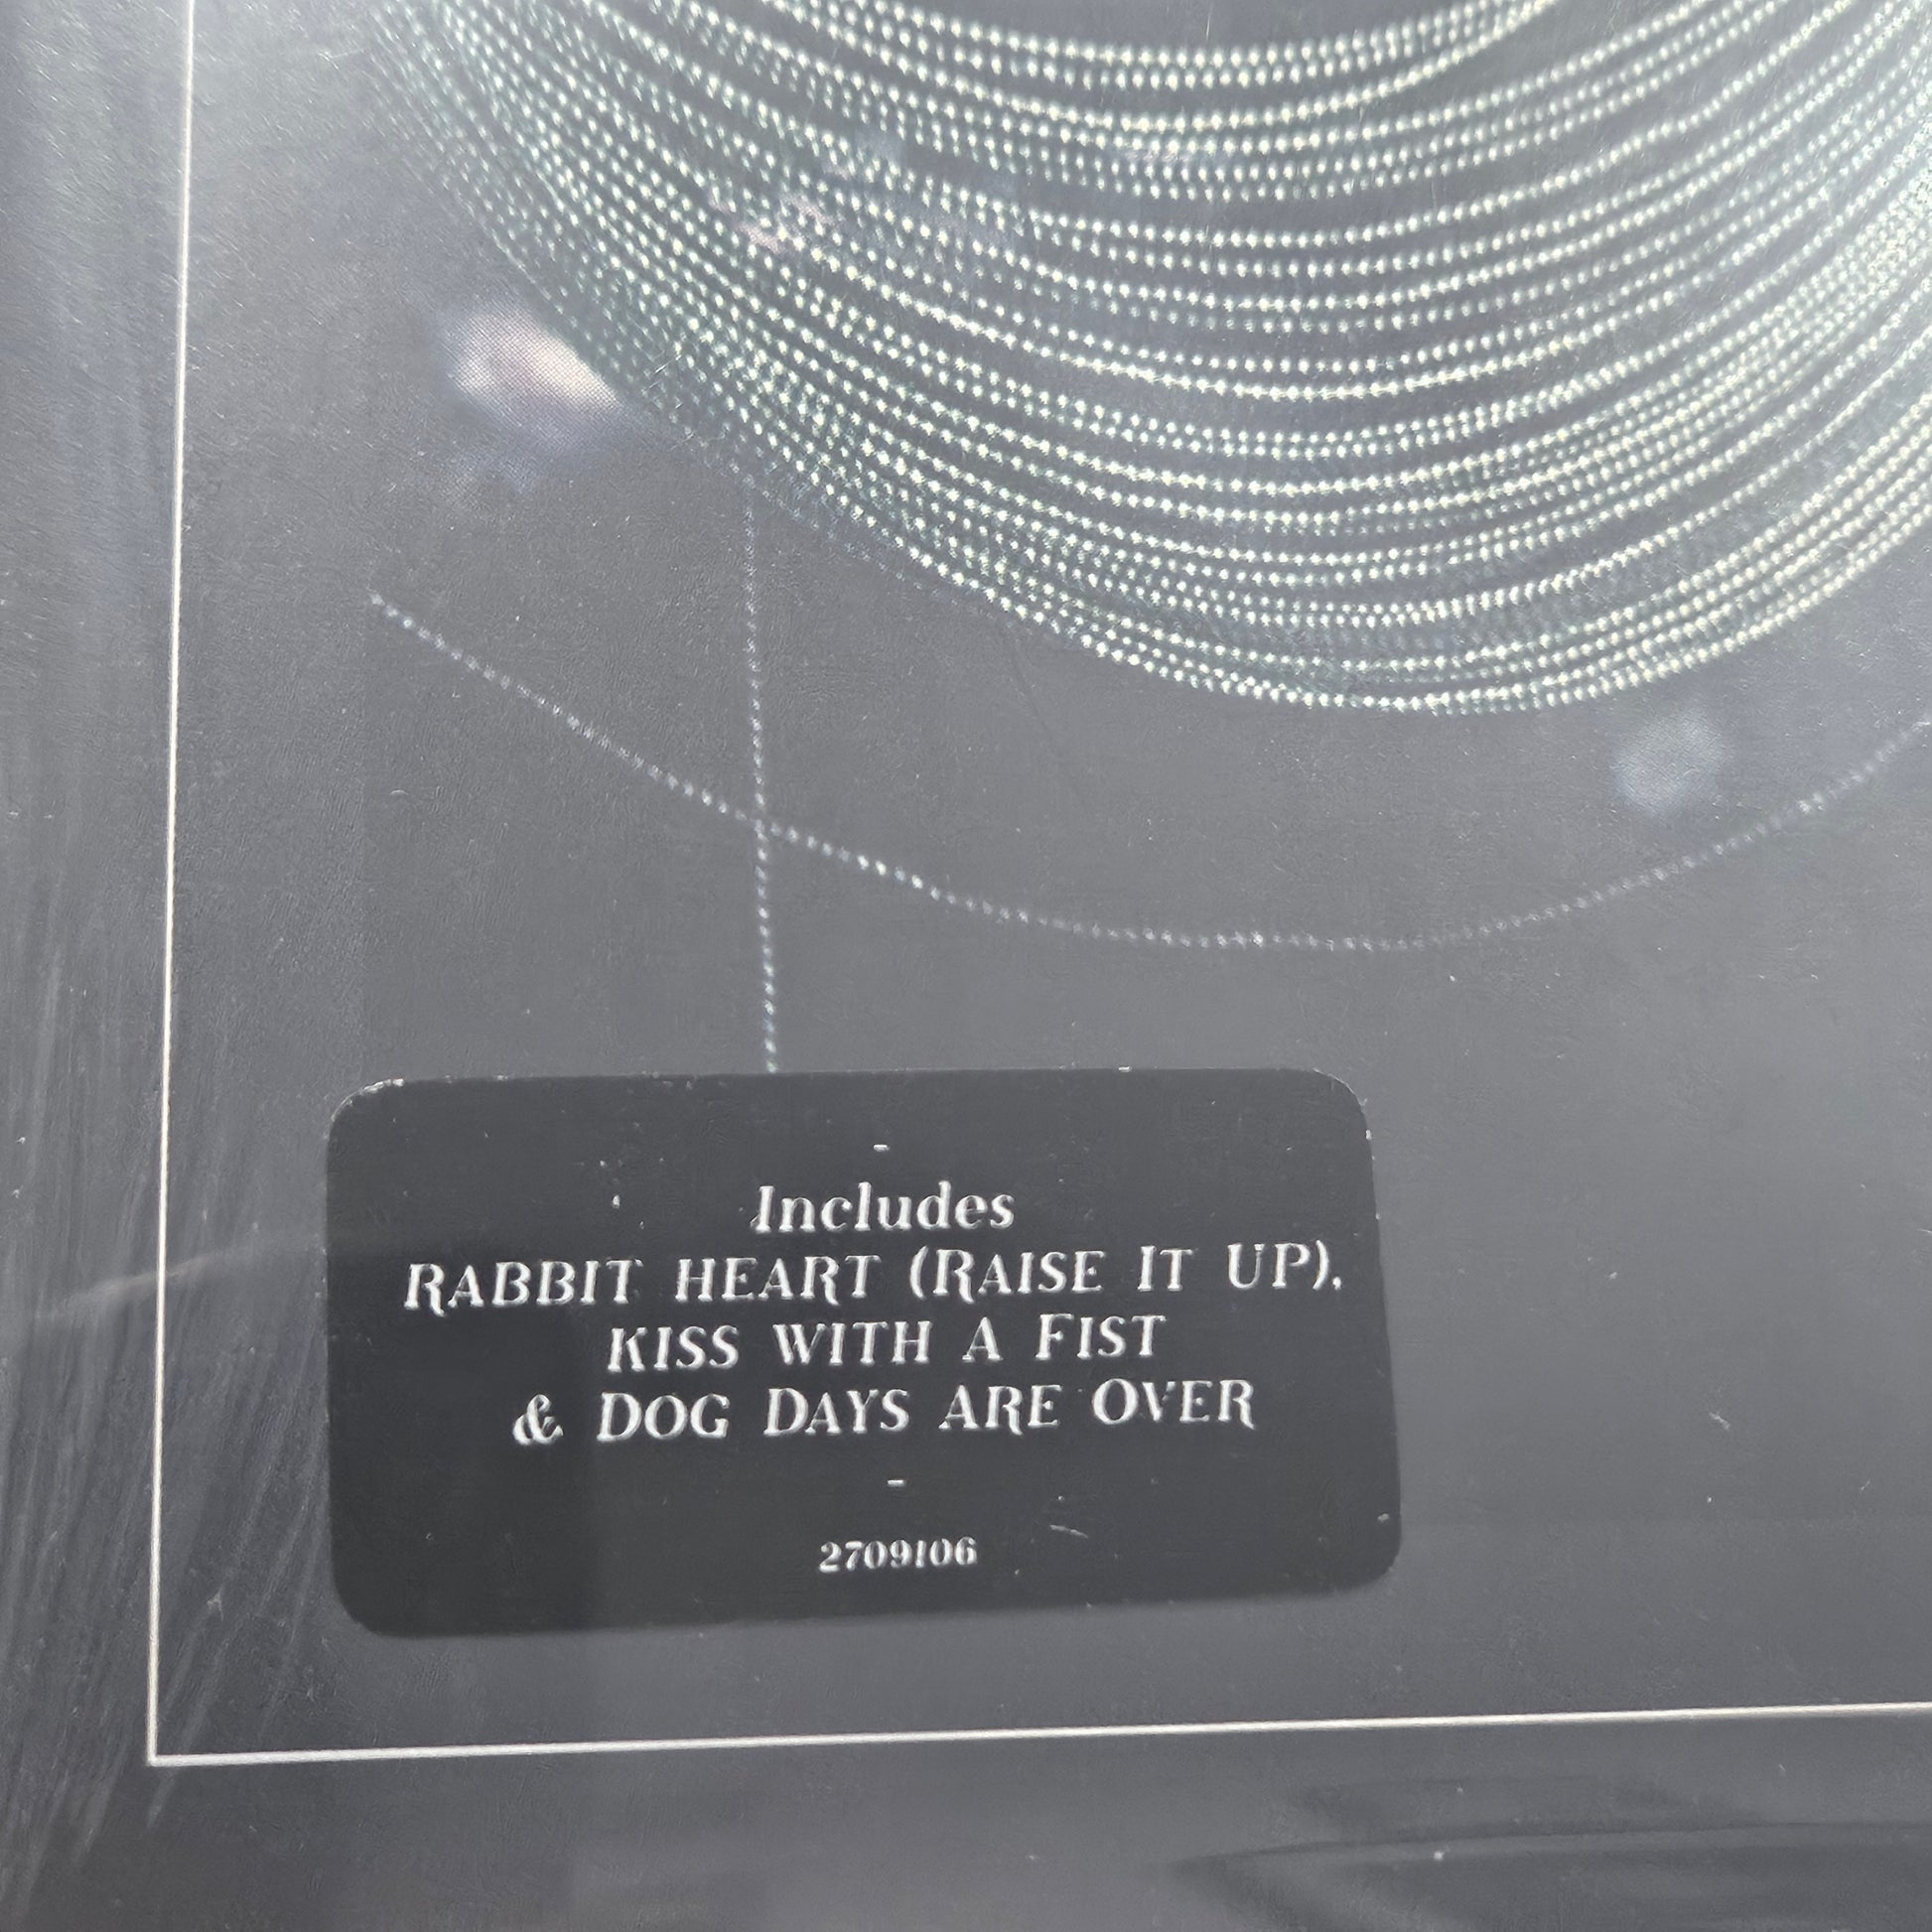 -
Includes
RABBIT HEART (RAISE IT UP),
KISS WITH A FIST
& DOG DAYS ARE OVER
-
2709106